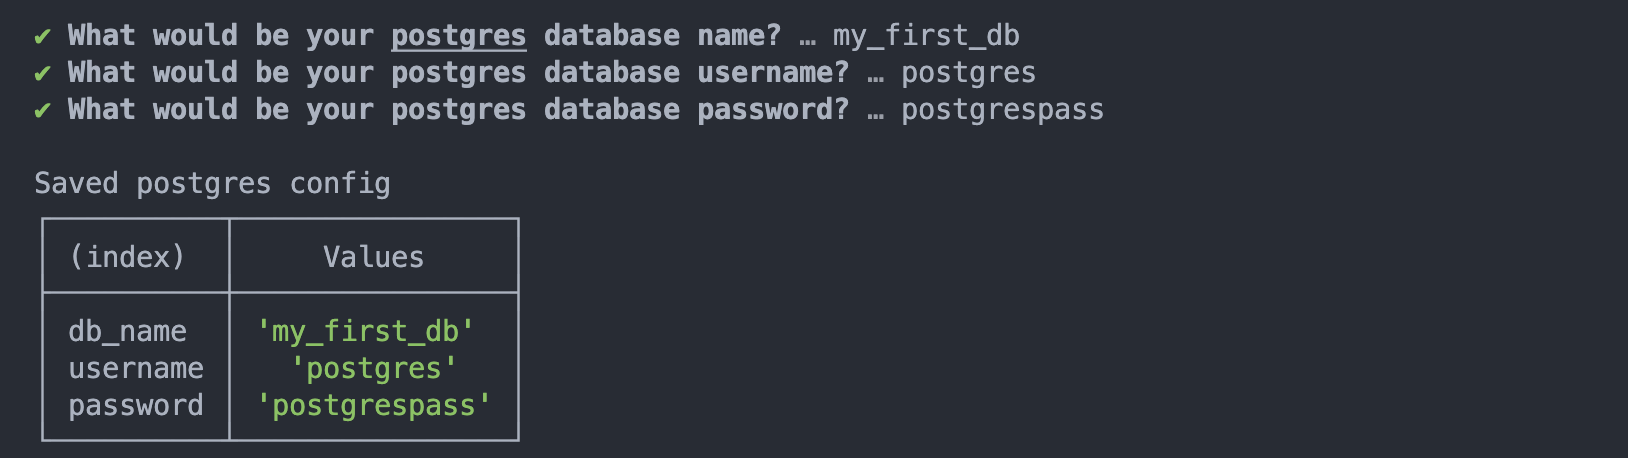 ✔ What would be your postgres database name? … my_first_db
✔ What would be your postgres database username? … postgres
✔ What would be your postgres database password? … postgrespass
Saved postgres config
(index) Values
db_name 'my_first_db'
username 'postgres'
password 'postgrespass'